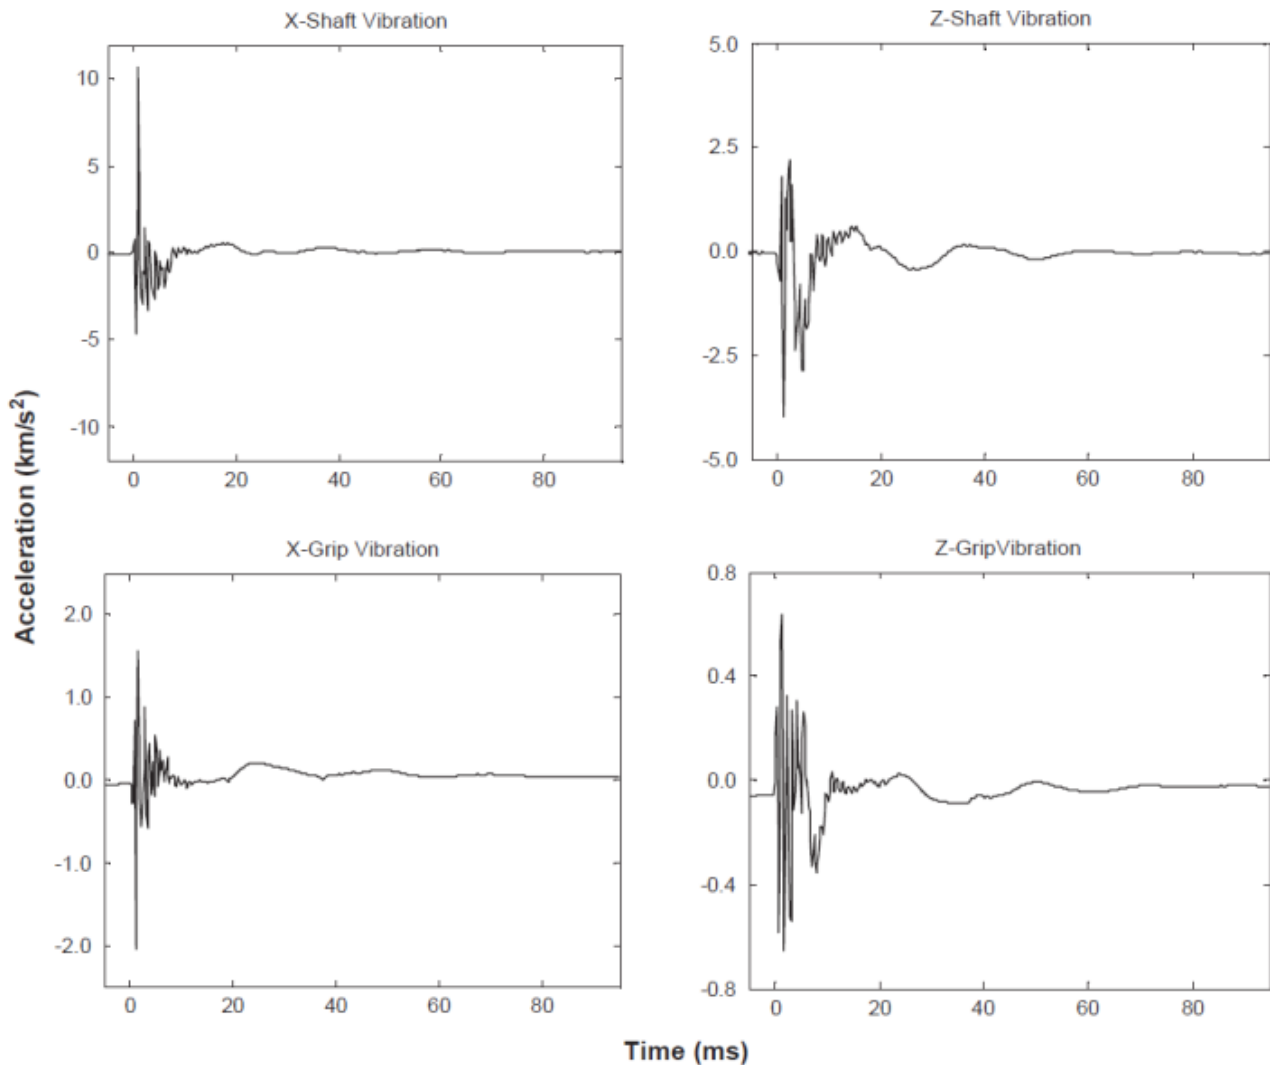 X-Shaft Vibration
10
5
0
-5
-10
0 20 40 60 80
Z-Shaft Vibration
5.0
2.5
0.0
-2.5
-5.0
0 20 40 60 80
Acceleration (km/s²)
X-Grip Vibration
2.0
1.0
0.0
-1.0
-2.0
0 20 40 60 80
Z-GripVibration
0.8
0.4
0.0
-0.4
-0.8
0 20 40 60 80
Time (ms)